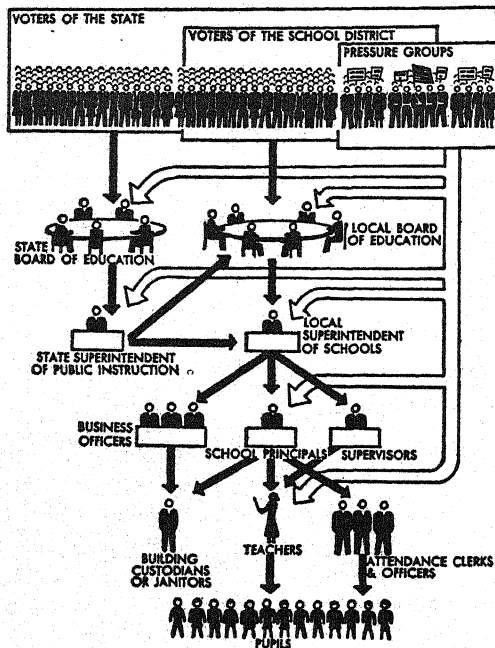 VOTERS OF THE STATE
VOTERS OF THE SCHOOL DISTRICT
PRESSURE GROUPS
STATE
BOARD OF EDUCATION
LOCAL BOARD
OF EDUCATION
STATE SUPERINTENDENT
OF PUBLIC INSTRUCTION
LOCAL
SUPERINTENDENT
OF SCHOOLS
BUSINESS
OFFICERS
SCHOOL PRINCIPALS
SUPERVISORS
BUILDING
CUSTODIANS
OR JANITORS
TEACHERS
ATTENDANCE CLERKS
& OFFICERS
PUPILS